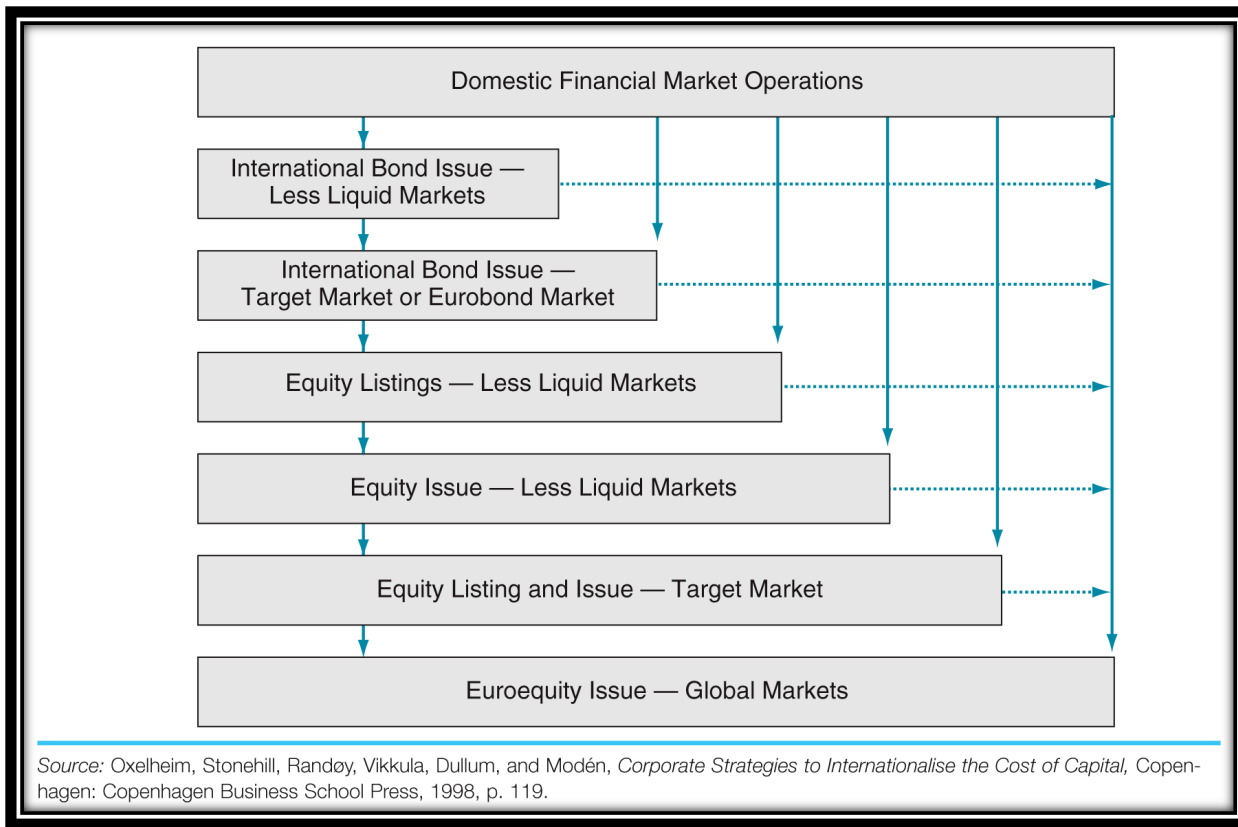 Domestic Financial Market Operations
International Bond Issue —
Less Liquid Markets
International Bond Issue —
Target Market or Eurobond Market
Equity Listings — Less Liquid Markets
Equity Issue — Less Liquid Markets
Equity Listing and Issue — Target Market
Euroequity Issue — Global Markets
Source: Oxelheim, Stonehill, Randøy, Vikkula, Dullum, and Modén, Corporate Strategies to Internationalise the Cost of Capital, Copen-
hagen: Copenhagen Business School Press, 1998, p. 119.